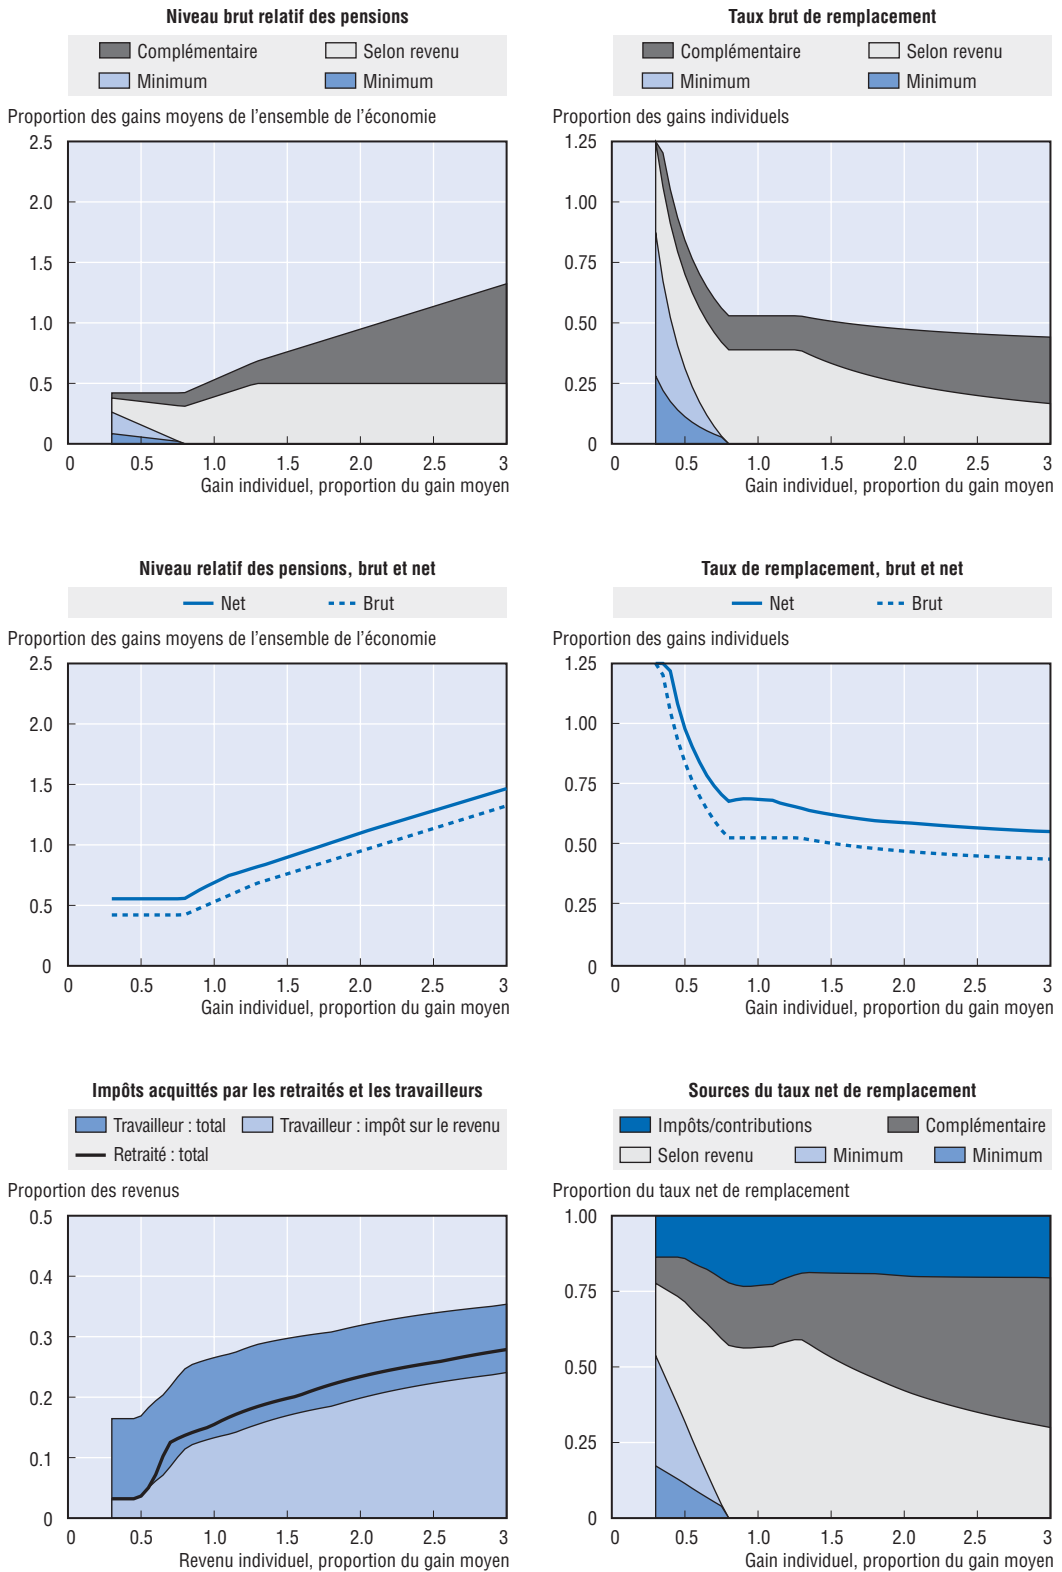 Niveau brut relatif des pensions
Complémentaire Selon revenu
Minimum Minimum
Proportion des gains moyens de l'ensemble de l'économie
2.5
2.0
1.5
1.0
0.5
0
0 0.5 1.0 1.5 2.0 2.5 3
Gain individuel, proportion du gain moyen
Taux brut de remplacement
Complémentaire Selon revenu
Minimum Minimum
Proportion des gains individuels
1.25
1.00
0.75
0.50
0.25
0
0 0.5 1.0 1.5 2.0 2.5 3
Gain individuel, proportion du gain moyen
Niveau relatif des pensions, brut et net
Net Brut
Proportion des gains moyens de l'ensemble de l'économie
2.5
2.0
1.5
1.0
0.5
0
0 0.5 1.0 1.5 2.0 2.5 3
Gain individuel, proportion du gain moyen
Taux de remplacement, brut et net
Net Brut
Proportion des gains individuels
1.25
1.00
0.75
0.50
0.25
0
0 0.5 1.0 1.5 2.0 2.5 3
Gain individuel, proportion du gain moyen
Impôts acquittés par les retraités et les travailleurs
Travailleur : total Travailleur : impôt sur le revenu
Retraité : total
Proportion des revenus
0.5
0.4
0.3
0.2
0.1
0
0 0.5 1.0 1.5 2.0 2.5 3
Revenu individuel, proportion du gain moyen
Sources du taux net de remplacement
Impôts/contributions Complémentaire
Selon revenu Minimum Minimum
Proportion du taux net de remplacement
1.00
0.75
0.50
0.25
0
0 0.5 1.0 1.5 2.0 2.5 3
Gain individuel, proportion du gain moyen